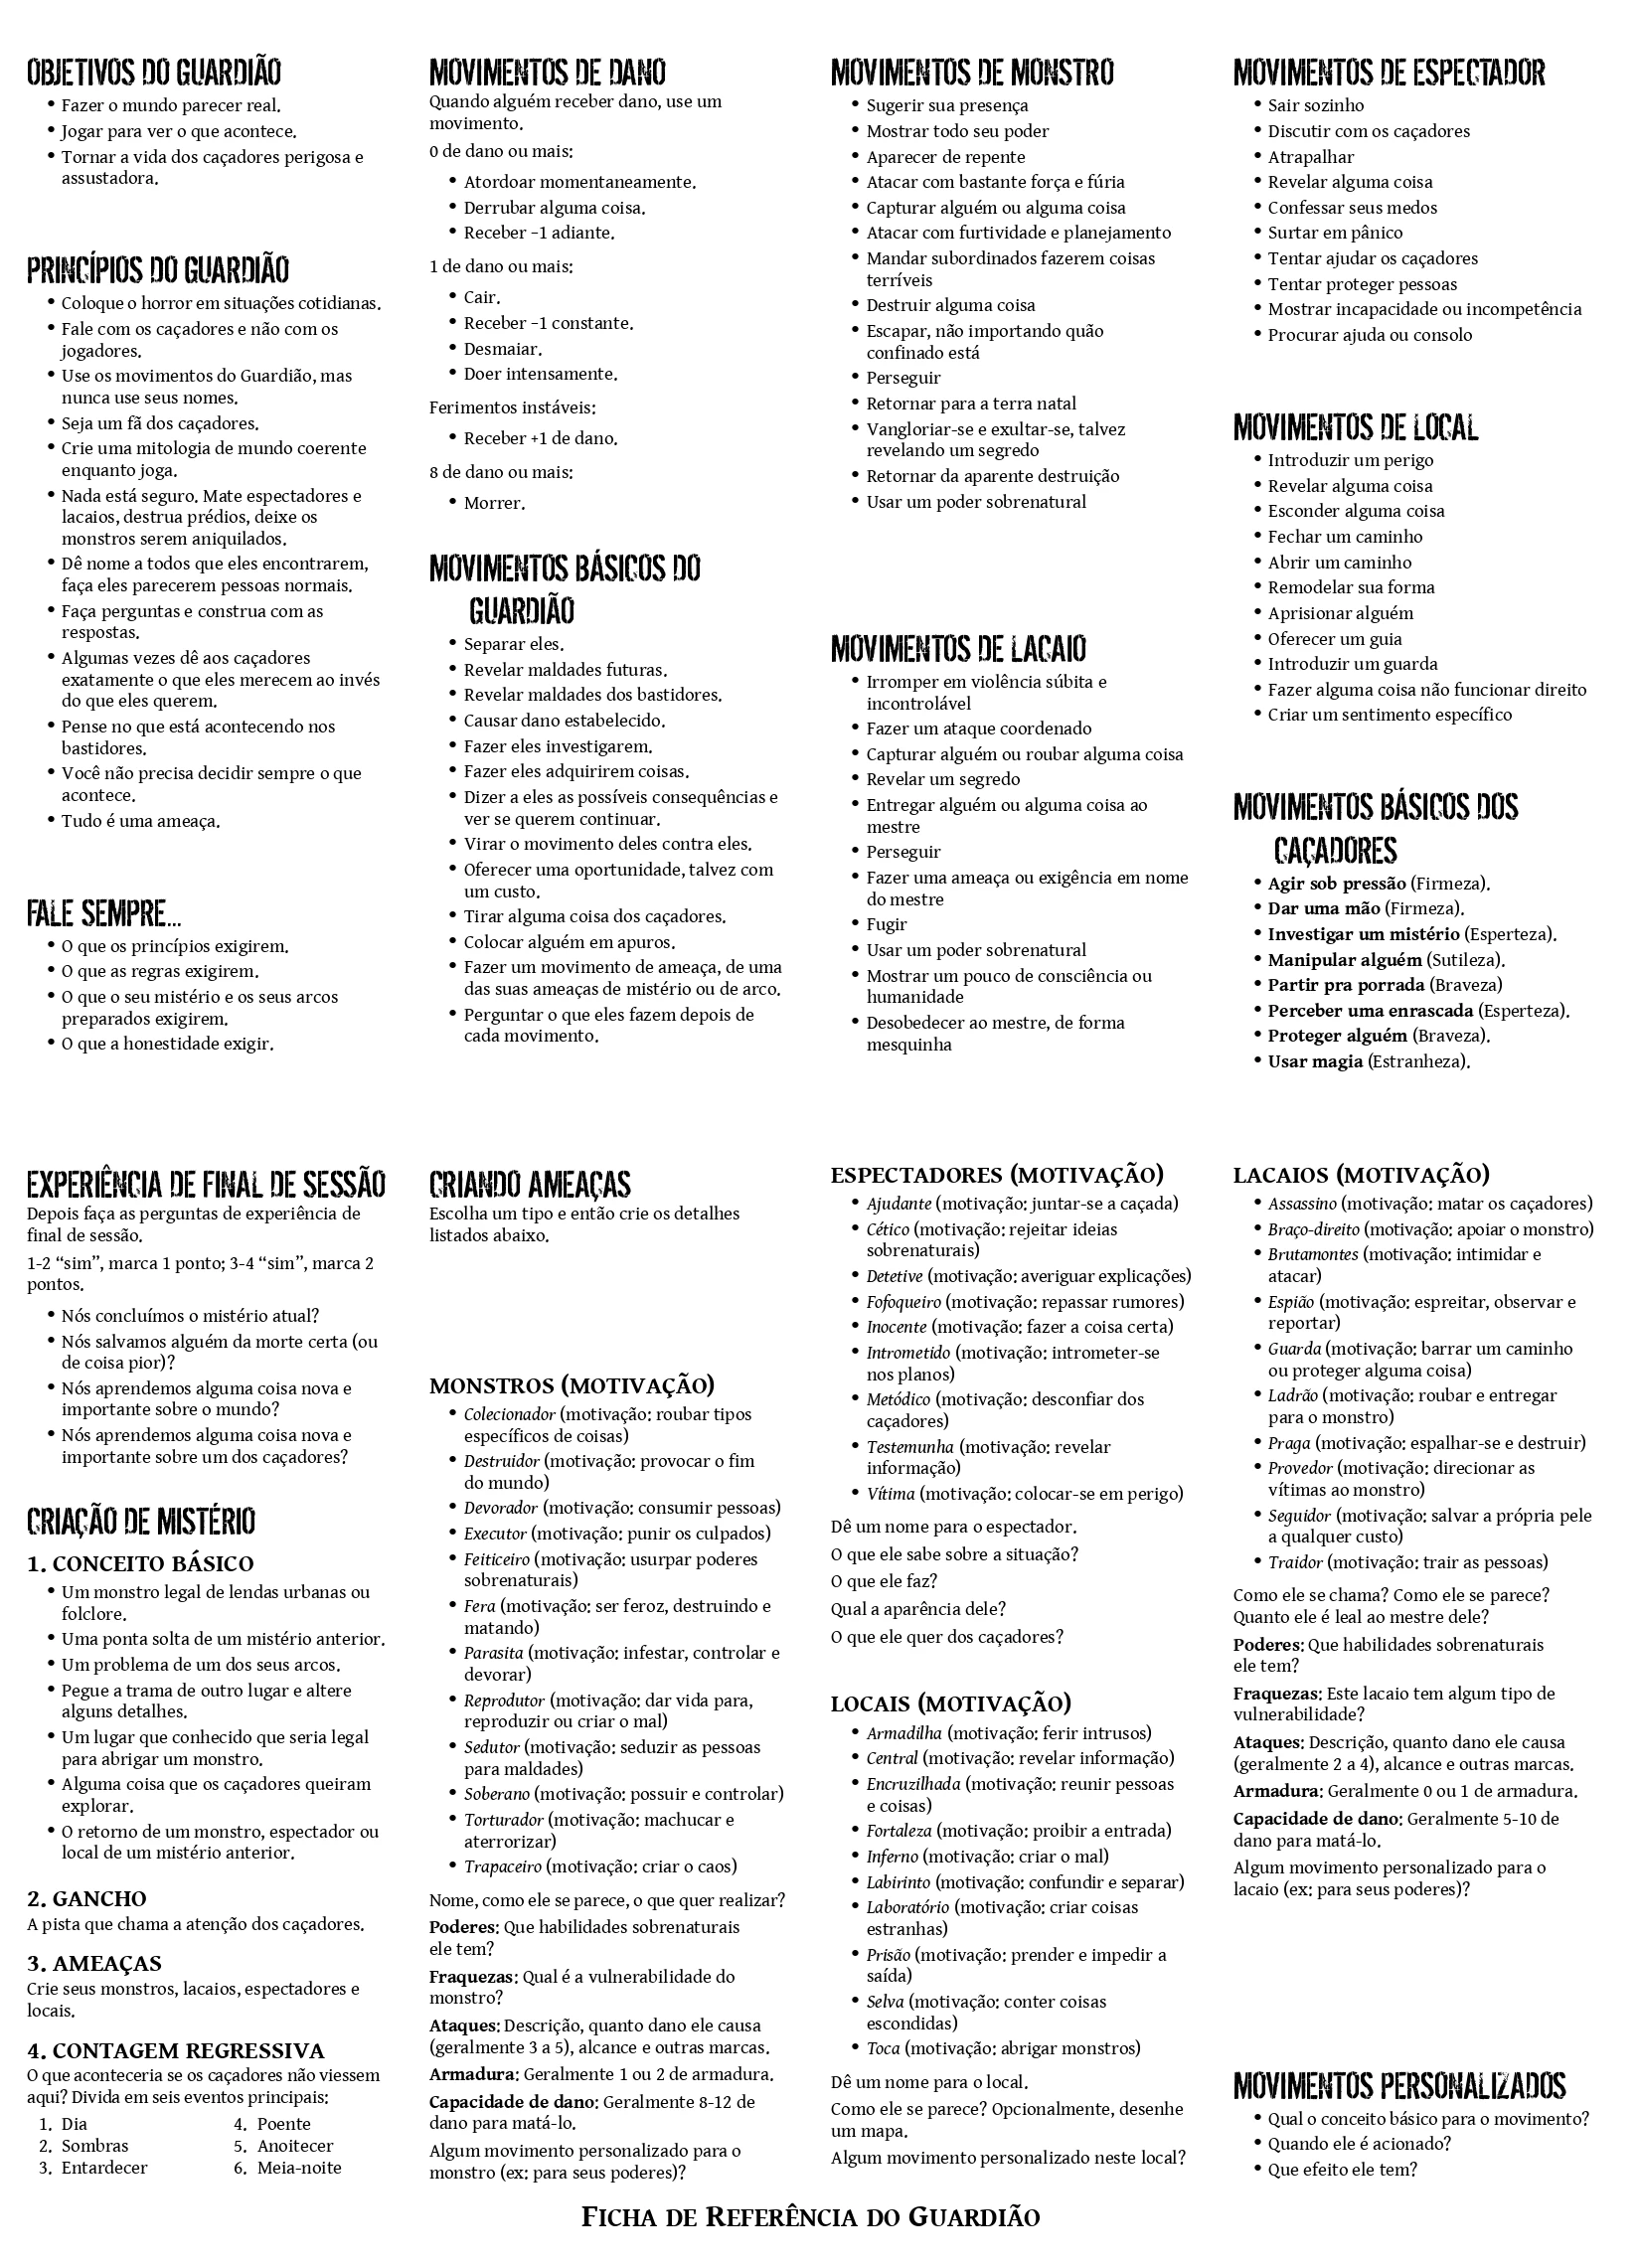 OBJETIVOS DO GUARDIÃO
• Fazer o mundo parecer real.
• Jogar para ver o que acontece.
• Tornar a vida dos caçadores perigosa e
assustadora.
PRINCÍPIOS DO GUARDIÃO
• Coloque o horror em situações cotidianas.
• Fale com os caçadores e não com os
jogadores.
• Use os movimentos do Guardião, mas
nunca use seus nomes.
• Seja um fã dos caçadores.
• Crie uma mitologia de mundo coerente
enquanto joga.
• Nada está seguro. Mate espectadores e
lacaios, destrua prédios, deixe os
monstros serem aniquilados.
• Dê nome a todos que eles encontrarem,
faça eles parecerem pessoas normais.
• Faça perguntas e construa com as
respostas.
• Algumas vezes dê aos caçadores
exatamente o que eles merecem ao invés
do que eles querem.
• Pense no que está acontecendo nos
bastidores.
• Você não precisa decidir sempre o que
acontece.
• Tudo é uma ameaça.
FALE SEMPRE...
• O que os princípios exigirem.
• O que as regras exigirem.
• O que o seu mistério e os seus arcos
preparados exigirem.
• O que a honestidade exigir.
MOVIMENTOS DE DANO
Quando alguém receber dano, use um
movimento.
0 de dano ou mais:
• Atordoar momentaneamente.
• Derrubar alguma coisa.
• Receber –1 adiante.
1 de dano ou mais:
• Cair.
• Receber –1 constante.
• Desmaiar.
• Doer intensamente.
Ferimentos instáveis:
• Receber +1 de dano.
8 de dano ou mais:
• Morrer.
MOVIMENTOS BÁSICOS DO
GUARDIÃO
• Separar eles.
• Revelar maldades futuras.
• Revelar maldades dos bastidores.
• Causar dano estabelecido.
• Fazer eles investigarem.
• Fazer eles adquirirem coisas.
• Dizer a eles as possíveis consequências e
ver se querem continuar.
• Virar o movimento deles contra eles.
• Oferecer uma oportunidade, talvez com
um custo.
• Tirar alguma coisa dos caçadores.
• Colocar alguém em apuros.
• Fazer um movimento de ameaça, de uma
das suas ameaças de mistério ou de arco.
• Perguntar o que eles fazem depois de
cada movimento.
MOVIMENTOS DE MONSTRO
• Sugerir sua presença
• Mostrar todo seu poder
• Aparecer de repente
• Atacar com bastante força e fúria
• Capturar alguém ou alguma coisa
• Atacar com furtividade e planejamento
• Mandar subordinados fazerem coisas
terríveis
• Destruir alguma coisa
• Escapar, não importando quão
confinado está
• Perseguir
• Retornar para a terra natal
• Vangloriar-se e exultar-se, talvez
revelando um segredo
• Retornar da aparente destruição
• Usar um poder sobrenatural
MOVIMENTOS DE LACAIO
• Irromper em violência súbita e
incontrolável
• Fazer um ataque coordenado
• Capturar alguém ou roubar alguma coisa
• Revelar um segredo
• Entregar alguém ou alguma coisa ao
mestre
• Perseguir
• Fazer uma ameaça ou exigência em nome
do mestre
• Fugir
• Usar um poder sobrenatural
• Mostrar um pouco de consciência ou
humanidade
• Desobedecer ao mestre, de forma
mesquinha
MOVIMENTOS DE ESPECTADOR
• Sair sozinho
• Discutir com os caçadores
• Atrapalhar
• Revelar alguma coisa
• Confessar seus medos
• Surtar em pânico
• Tentar ajudar os caçadores
• Tentar proteger pessoas
• Mostrar incapacidade ou incompetência
• Procurar ajuda ou consolo
MOVIMENTOS DE LOCAL
• Introduzir um perigo
• Revelar alguma coisa
• Esconder alguma coisa
• Fechar um caminho
• Abrir um caminho
• Remodelar sua forma
• Aprisionar alguém
• Oferecer um guia
• Introduzir um guarda
• Fazer alguma coisa não funcionar direito
• Criar um sentimento específico
MOVIMENTOS BÁSICOS DOS
CAÇADORES
• Agir sob pressão (Firmeza).
• Dar uma mão (Firmeza).
• Investigar um mistério (Esperteza).
• Manipular alguém (Sutileza).
• Partir pra porrada (Braveza)
• Perceber uma enrascada (Esperteza).
• Proteger alguém (Braveza).
• Usar magia (Estranheza).
EXPERIÊNCIA DE FINAL DE SESSÃO
Depois faça as perguntas de experiência de
final de sessão.
1-2 “sim”, marca 1 ponto; 3-4 “sim”, marca 2
pontos.
• Nós concluímos o mistério atual?
• Nós salvamos alguém da morte certa (ou
de coisa pior)?
• Nós aprendemos alguma coisa nova e
importante sobre o mundo?
• Nós aprendemos alguma coisa nova e
importante sobre um dos caçadores?
CRIAÇÃO DE MISTÉRIO
1. CONCEITO BÁSICO
• Um monstro legal de lendas urbanas ou
folclore.
• Uma ponta solta de um mistério anterior.
• Um problema de um dos seus arcos.
• Pegue a trama de outro lugar e altere
alguns detalhes.
• Um lugar que conhecido que seria legal
para abrigar um monstro.
• Alguma coisa que os caçadores queiram
explorar.
• O retorno de um monstro, espectador ou
local de um mistério anterior.
2. GANCHO
A pista que chama a atenção dos caçadores.
3. AMEAÇAS
Crie seus monstros, lacaios, espectadores e
locais.
4. CONTAGEM REGRESSIVA
O que aconteceria se os caçadores não viessem
aqui? Divida em seis eventos principais:
1. Dia
2. Sombras
3. Entardecer
4. Poente
5. Anoitecer
6. Meia-noite
CRIANDO AMEAÇAS
Escolha um tipo e então crie os detalhes
listados abaixo.
MONSTROS (MOTIVAÇÃO)
• Colecionador (motivação: roubar tipos
específicos de coisas)
• Destruidor (motivação: provocar o fim
do mundo)
• Devorador (motivação: consumir pessoas)
• Executor (motivação: punir os culpados)
• Feiticeiro (motivação: usurpar poderes
sobrenaturais)
• Fera (motivação: ser feroz, destruindo e
matando)
• Parasita (motivação: infestar, controlar e
devorar)
• Reprodutor (motivação: dar vida para,
reproduzir ou criar o mal)
• Sedutor (motivação: seduzir as pessoas
para maldades)
• Soberano (motivação: possuir e controlar)
• Torturador (motivação: machucar e
aterrorizar)
• Trapaceiro (motivação: criar o caos)
Nome, como ele se parece, o que quer realizar?
Poderes: Que habilidades sobrenaturais
ele tem?
Fraquezas: Qual é a vulnerabilidade do
monstro?
Ataques: Descrição, quanto dano ele causa
(geralmente 3 a 5), alcance e outras marcas.
Armadura: Geralmente 1 ou 2 de armadura.
Capacidade de dano: Geralmente 8-12 de
dano para matá-lo.
Algum movimento personalizado para o
monstro (ex: para seus poderes)?
ESPECTADORES (MOTIVAÇÃO)
• Ajudante (motivação: juntar-se a caçada)
• Cético (motivação: rejeitar ideias
sobrenaturais)
• Detetive (motivação: averiguar explicações)
• Fofoqueiro (motivação: repassar rumores)
• Inocente (motivação: fazer a coisa certa)
• Intrometido (motivação: intrometer-se
nos planos)
• Metódico (motivação: desconfiar dos
caçadores)
• Testemunha (motivação: revelar
informação)
• Vítima (motivação: colocar-se em perigo)
Dê um nome para o espectador.
O que ele sabe sobre a situação?
O que ele faz?
Qual a aparência dele?
O que ele quer dos caçadores?
LOCAIS (MOTIVAÇÃO)
• Armadilha (motivação: ferir intrusos)
• Central (motivação: revelar informação)
• Encruzilhada (motivação: reunir pessoas
e coisas)
• Fortaleza (motivação: proibir a entrada)
• Inferno (motivação: criar o mal)
• Labirinto (motivação: confundir e separar)
• Laboratório (motivação: criar coisas
estranhas)
• Prisão (motivação: prender e impedir a
saída)
• Selva (motivação: conter coisas
escondidas)
• Toca (motivação: abrigar monstros)
Dê um nome para o local.
Como ele se parece? Opcionalmente, desenhe
um mapa.
Algum movimento personalizado neste local?
LACAIOS (MOTIVAÇÃO)
• Assassino (motivação: matar os caçadores)
• Braço-direito (motivação: apoiar o monstro)
• Brutamontes (motivação: intimidar e
atacar)
• Espião (motivação: espreitar, observar e
reportar)
• Guarda (motivação: barrar um caminho
ou proteger alguma coisa)
• Ladrão (motivação: roubar e entregar
para o monstro)
• Praga (motivação: espalhar-se e destruir)
• Provedor (motivação: direcionar as
vítimas ao monstro)
• Seguidor (motivação: salvar a própria pele
a qualquer custo)
• Traidor (motivação: trair as pessoas)
Como ele se chama? Como ele se parece?
Quanto ele é leal ao mestre dele?
Poderes: Que habilidades sobrenaturais
ele tem?
Fraquezas: Este lacaio tem algum tipo de
vulnerabilidade?
Ataques: Descrição, quanto dano ele causa
(geralmente 2 a 4), alcance e outras marcas.
Armadura: Geralmente 0 ou 1 de armadura.
Capacidade de dano: Geralmente 5-10 de
dano para matá-lo.
Algum movimento personalizado para o
lacaio (ex: para seus poderes)?
MOVIMENTOS PERSONALIZADOS
• Qual o conceito básico para o movimento?
• Quando ele é acionado?
• Que efeito ele tem?
FICHA DE REFERÊNCIA DO GUARDIÃO